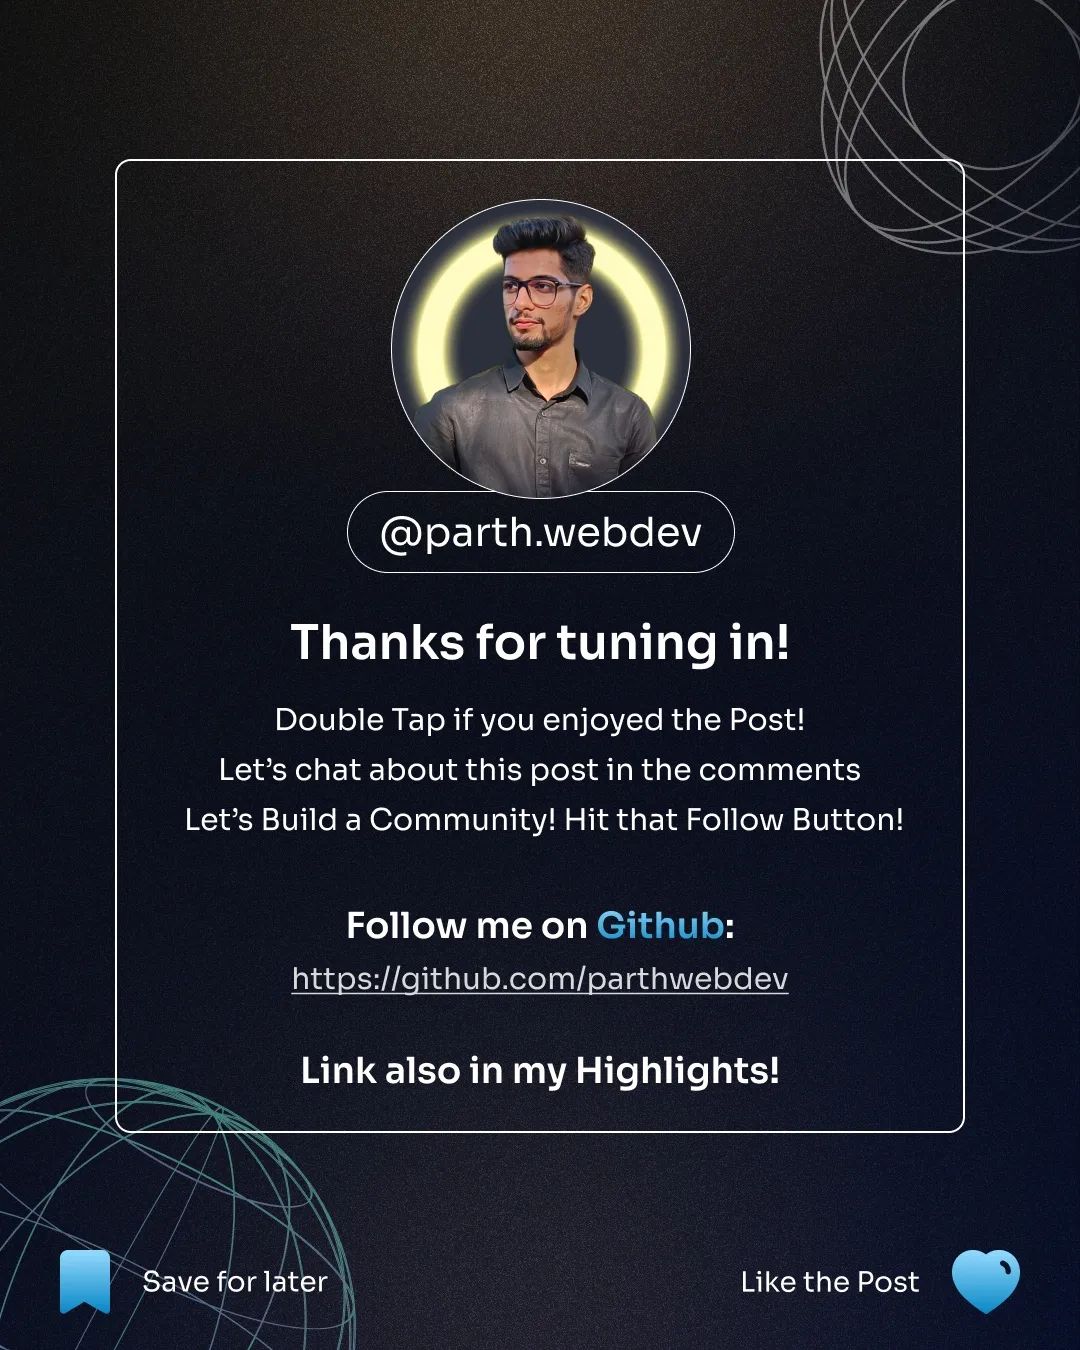 @parth.webdev
Thanks for tuning in!
Double Tap if you enjoyed the Post!
Let’s chat about this post in the comments
Let’s Build a Community! Hit that Follow Button!
Follow me on Github:
https://github.com/parthwebdev
Link also in my Highlights!
Save for later
Like the Post